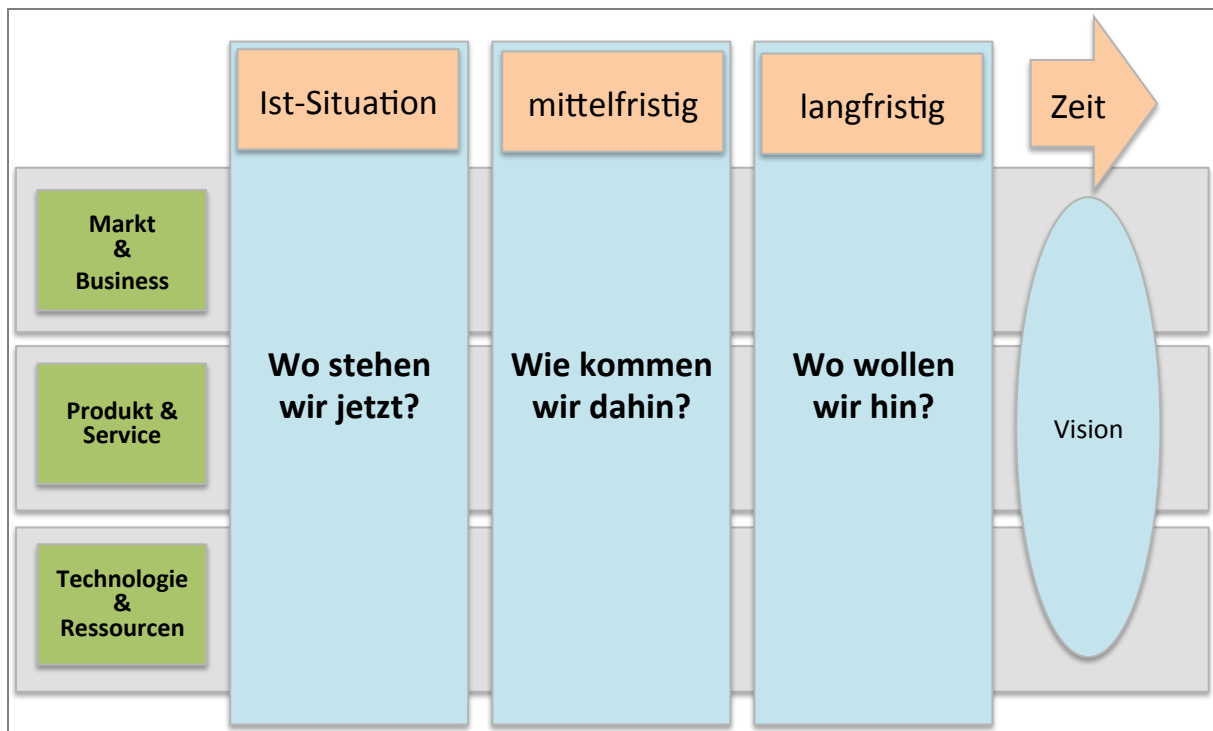 Ist-Situation
mittelfristig
langfristig
Zeit
Markt
&
Business
Wo stehen
wir jetzt?
Wie kommen
wir dahin?
Wo wollen
wir hin?
Produkt &
Service
Vision
Technologie
&
Ressourcen